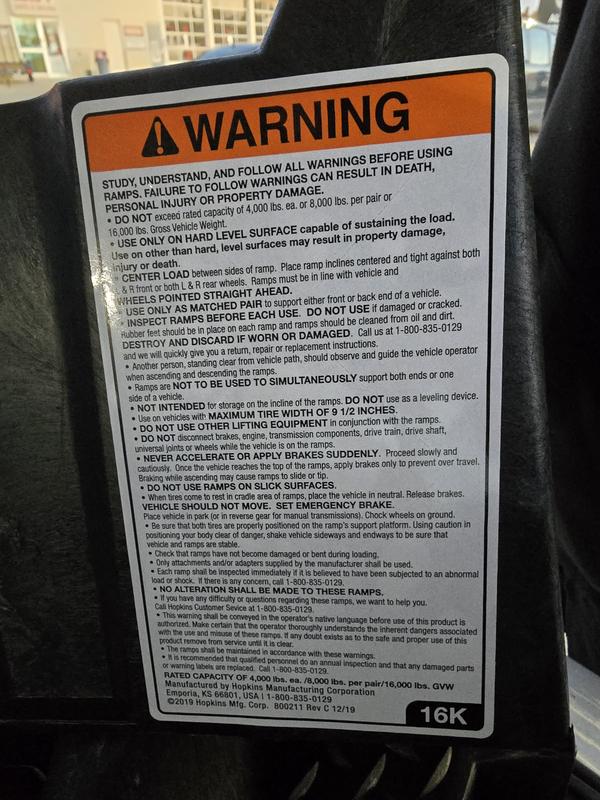 WARNING
STUDY, UNDERSTAND, AND FOLLOW ALL WARNINGS BEFORE USING
RAMPS. FAILURE TO FOLLOW WARNINGS CAN RESULT IN DEATH,
PERSONAL INJURY OR PROPERTY DAMAGE.
• DO NOT exceed rated capacity of 4,000 lbs. ea. or 8,000 lbs. per pair or
16,000 lbs. Gross Vehicle Weight.
• USE ONLY ON HARD LEVEL SURFACE capable of sustaining the load.
Use on other than hard, level surfaces may result in property damage,
injury or death.
• CENTER LOAD between sides of ramp. Place ramp inclines centered and tight against both
L & R front or both L & R rear wheels. Ramps must be in line with vehicle and
WHEELS POINTED STRAIGHT AHEAD.
• USE ONLY AS MATCHED PAIR to support either front or back end of a vehicle.
• INSPECT RAMPS BEFORE EACH USE. DO NOT USE if damaged or cracked.
Rubber feet should be in place on each ramp and ramps should be cleaned from oil and dirt.
DESTROY AND DISCARD IF WORN OR DAMAGED. Call us at 1-800-835-0129
and we will quickly give you a return, repair or replacement instructions.
• Another person, standing clear from vehicle path, should observe and guide the vehicle operator
when ascending and descending the ramps.
• Ramps are NOT TO BE USED TO SIMULTANEOUSLY support both ends or one
side of a vehicle.
• NOT INTENDED for storage on the incline of the ramps. DO NOT use as a leveling device.
• Use on vehicles with MAXIMUM TIRE WIDTH OF 9 1/2 INCHES.
• DO NOT USE OTHER LIFTING EQUIPMENT in conjunction with the ramps.
• DO NOT disconnect brakes, engine, transmission components, drive train, drive shaft,
universal joints or wheels while the vehicle is on the ramps.
• NEVER ACCELERATE OR APPLY BRAKES SUDDENLY. Proceed slowly and
cautiously. Once the vehicle reaches the top of the ramps, apply brakes only to prevent over travel.
Braking while ascending may cause ramps to slide or tip.
• DO NOT USE RAMPS ON SLICK SURFACES.
• When tires come to rest in cradle area of ramps, place the vehicle in neutral. Release brakes.
VEHICLE SHOULD NOT MOVE. SET EMERGENCY BRAKE.
Place vehicle in park (or in reverse gear for manual transmissions). Chock wheels on ground.
• Be sure that both tires are properly positioned on the ramp's support platform. Using caution in
positioning your body clear of danger, shake vehicle sideways and endways to be sure that
vehicle and ramps are stable.
• Check that ramps have not become damaged or bent during loading.
• Only attachments and/or adapters supplied by the manufacturer shall be used.
• Each ramp shall be inspected immediately if it is believed to have been subjected to an abnormal
load or shock. If there is any concern, call 1-800-835-0129.
• NO ALTERATION SHALL BE MADE TO THESE RAMPS.
• If you have any difficulty or questions regarding these ramps, we want to help you.
Call Hopkins Customer Sevice at 1-800-835-0129.
• This warning shall be conveyed in the operator's native language before use of this product is
authorized. Make certain that the operator thoroughly understands the inherent dangers associated
with the use and misuse of these ramps. If any doubt exists as to the safe and proper use of this
product remove from service until it is clear.
• The ramps shall be maintained in accordance with these warnings.
• It is recommended that qualified personnel do an annual inspection and that any damaged parts
or warning labels are replaced. Call 1-800-835-0129.
RATED CAPACITY OF 4,000 lbs. ea. /8,000 lbs. per pair/16,000 lbs. GVW
Manufactured by Hopkins Manufacturing Corporation
Emporia, KS 66801, USA | 1-800-835-0129
©2019 Hopkins Mfg. Corp. 800211 Rev C 12/19
16K